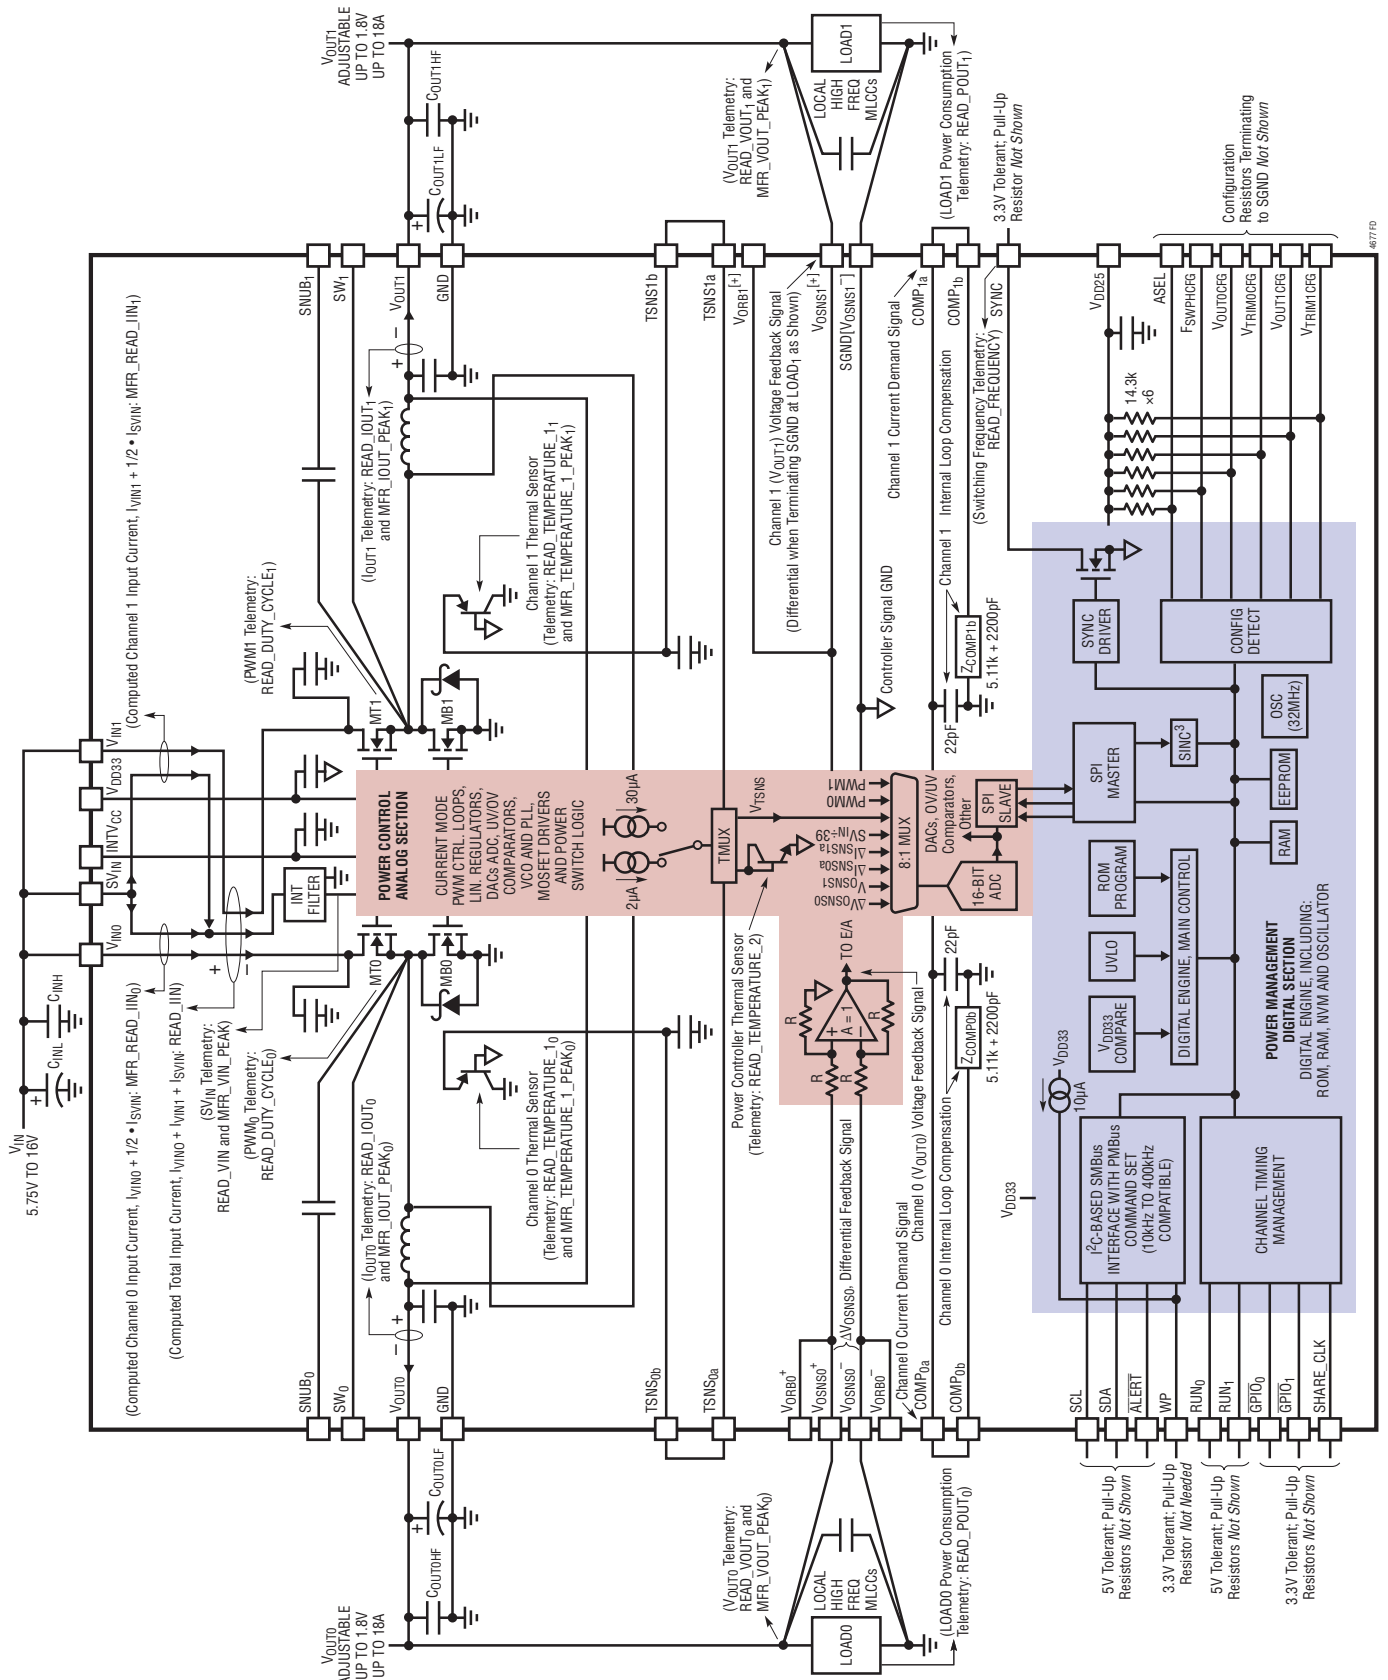 VIN
5.75V TO 16V
CINL
CINH
VOUT0
ADJUSTABLE
UP TO 1.8V
UP TO 18A
COUT0HF
COUT0LF
VOUT1
ADJUSTABLE
UP TO 1.8V
UP TO 18A
COUT1HF
COUT1LF
VIN0
SVIN
INTVCC
VDD33
VIN1
(Computed Channel 0 Input Current, IVIN0 + 1/2 • ISVIN: MFR_READ_IIN0)
(Computed Total Input Current, IVIN0 + IVIN1 + ISVIN: READ_IIN)
(SVIN Telemetry:
READ_VIN and MFR_VIN_PEAK)
(PWM0 Telemetry:
READ_DUTY_CYCLE0)
(Computed Channel 1 Input Current, IVIN1 + 1/2 • ISVIN: MFR_READ_IIN1)
(PWM1 Telemetry:
READ_DUTY_CYCLE1)
INT
FILTER
SNUB0
SW0
VOUT0
GND
(IOUT0 Telemetry: READ_IOUT0
and MFR_IOUT_PEAK0)
MT0
MB0
MT1
MB1
SNUB1
SW1
VOUT1
GND
(IOUT1 Telemetry: READ_IOUT1
and MFR_IOUT_PEAK1)
POWER CONTROL
ANALOG SECTION
CURRENT MODE
PWM CTRL. LOOPS,
LIN. REGULATORS,
DACs ADC, UV/OV
COMPARATORS,
VCO AND PLL,
MOSFET DRIVERS
AND POWER
SWITCH LOGIC
2µA
30µA
Channel 0 Thermal Sensor
(Telemetry: READ_TEMPERATURE_10
and MFR_TEMPERATURE_1_PEAK0)
Channel 1 Thermal Sensor
(Telemetry: READ_TEMPERATURE_11
and MFR_TEMPERATURE_1_PEAK1)
TSNS0b
TSNS0a
TSNS1b
TSNS1a
TMUX
VTSNS
Power Controller Thermal Sensor
(Telemetry: READ_TEMPERATURE_2)
(VOUT0 Telemetry:
READ_VOUT0 and
MFR_VOUT_PEAK0)
LOCAL
HIGH
FREQ
MLCCs
LOAD0
(LOAD0 Power Consumption
Telemetry: READ_POUT0)
VORB0+
VOSNS0+
VOSNS0–
VORB0–
ΔVOSNS0, Differential Feedback Signal
R
R
R
R
A = 1
TO E/A
Channel 0 (VOUT0) Voltage Feedback Signal
ΔVOSNS0
VOSNS1
ΔISNS0a
ΔISNS1a
SVIN÷39
PWM0
PWM1
8:1 MUX
16-BIT
ADC
DACs, OV/UV
Comparators,
Other
SPI
SLAVE
(VOUT1 Telemetry:
READ_VOUT1 and
MFR_VOUT_PEAK1)
LOCAL
HIGH
FREQ
MLCCs
LOAD1
(LOAD1 Power Consumption
Telemetry: READ_POUT1)
VORB1[+]
VOSNS1[+]
SGND[VOSNS1–]
Channel 1 (VOUT1) Voltage Feedback Signal
(Differential when Terminating SGND at LOAD1 as Shown)
Controller Signal GND
Channel 0 Current Demand Signal
COMP0a
COMP0b
Channel 0 Internal Loop Compensation
22pF
ZCOMP0b
5.11k + 2200pF
Channel 1 Current Demand Signal
COMP1a
COMP1b
Channel 1 Internal Loop Compensation
22pF
ZCOMP1b
5.11k + 2200pF
SYNC
3.3V Tolerant; Pull-Up
Resistor Not Shown
(Switching Frequency Telemetry:
READ_FREQUENCY)
VDD33
VDD33
10µA
I2C-BASED SMBus
INTERFACE WITH PMBus
COMMAND SET
(10kHz TO 400kHz
COMPATIBLE)
CHANNEL TIMING
MANAGEMENT
VDD33
COMPARE
UVLO
ROM
PROGRAM
DIGITAL ENGINE, MAIN CONTROL
POWER MANAGEMENT
DIGITAL SECTION
DIGITAL ENGINE, INCLUDING:
ROM, RAM, NVM AND OSCILLATOR
SPI
MASTER
SINC3
RAM
EEPROM
OSC
(32MHz)
SYNC
DRIVER
CONFIG
DETECT
14.3k
×6
VDD25
ASEL
FSWPHCFG
VOUT0CFG
VTRIM0CFG
VOUT1CFG
VTRIM1CFG
Configuration
Resistors Terminating
to SGND Not Shown
SCL
SDA
ALERT
WP
RUN0
RUN1
GPIO0
GPIO1
SHARE_CLK
5V Tolerant; Pull-Up
Resistors Not Shown
3.3V Tolerant; Pull-Up
Resistor Not Needed
5V Tolerant; Pull-Up
Resistors Not Shown
3.3V Tolerant; Pull-Up
Resistors Not Shown
4677 FD